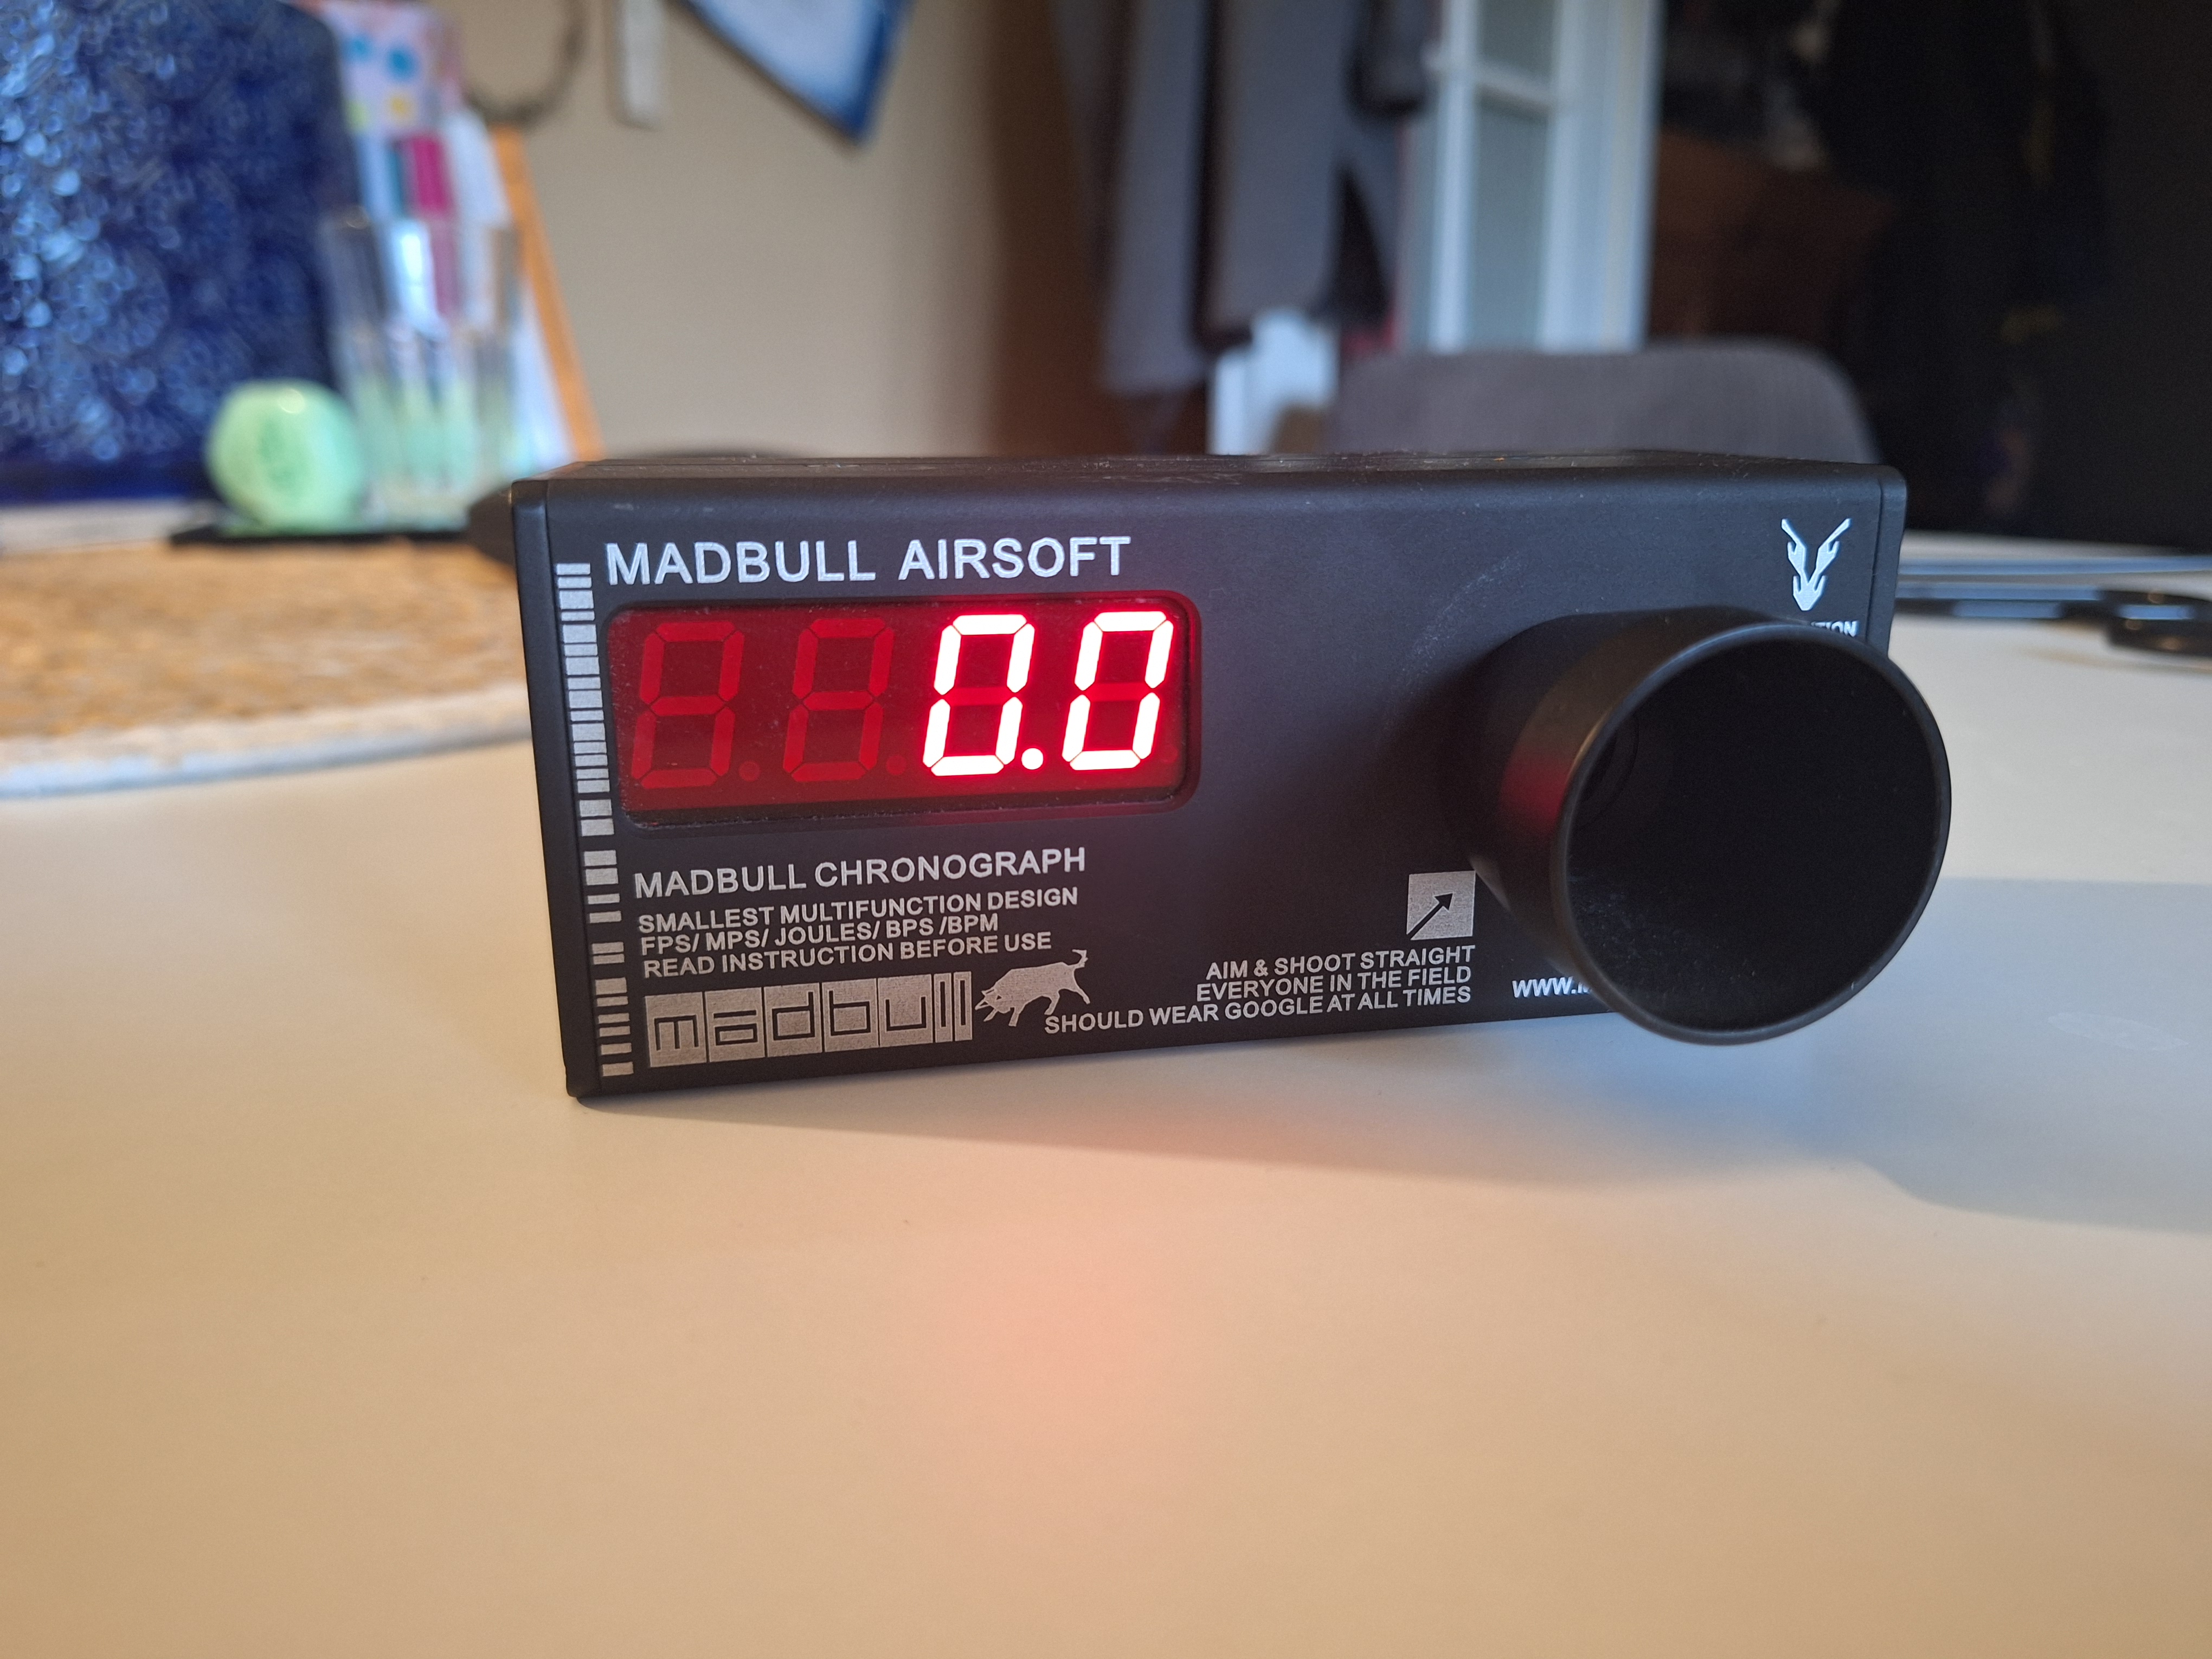 MADBULL AIRSOFT
0.0
MADBULL CHRONOGRAPH
SMALLEST MULTIFUNCTION DESIGN
FPS/ MPS/ JOULES/ BPS /BPM
READ INSTRUCTION BEFORE USE
madbull
AIM & SHOOT STRAIGHT
EVERYONE IN THE FIELD
SHOULD WEAR GOOGLE AT ALL TIMES